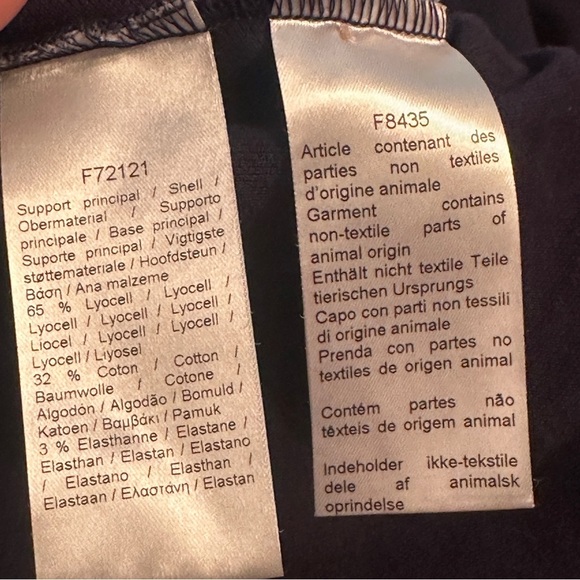 F72121
Support principal / Shell /
Obermaterial / Supporto
principale / Base principal /
Suporte principal / Vigtigste
støttemateriale / Hoofdsteun /
Βάση / Ana malzeme
65 % Lyocell / Lyocell /
Lyocell / Lyocell / Lyocell /
Liocel / Lyocell / Lyocell /
Lyocell / Liyosel
32 % Coton / Cotton /
Baumwolle / Cotone /
Algodón / Algodão / Bomuld /
Katoen / Βαμβάκι / Pamuk
3 % Elasthanne / Elastane /
Elasthan / Elastan / Elastano
/ Elastano / Elasthan /
Elastaan / Ελαστάνη / Elastan
F8435
Article contenant des
parties non textiles
d'origine animale
Garment contains
non-textile parts of
animal origin
Enthält nicht textile Teile
tierischen Ursprungs
Capo con parti non tessili
di origine animale
Prenda con partes no
textiles de origen animal
Contém partes não
têxteis de origem animal
Indeholder ikke-tekstile
dele af animalsk
oprindelse